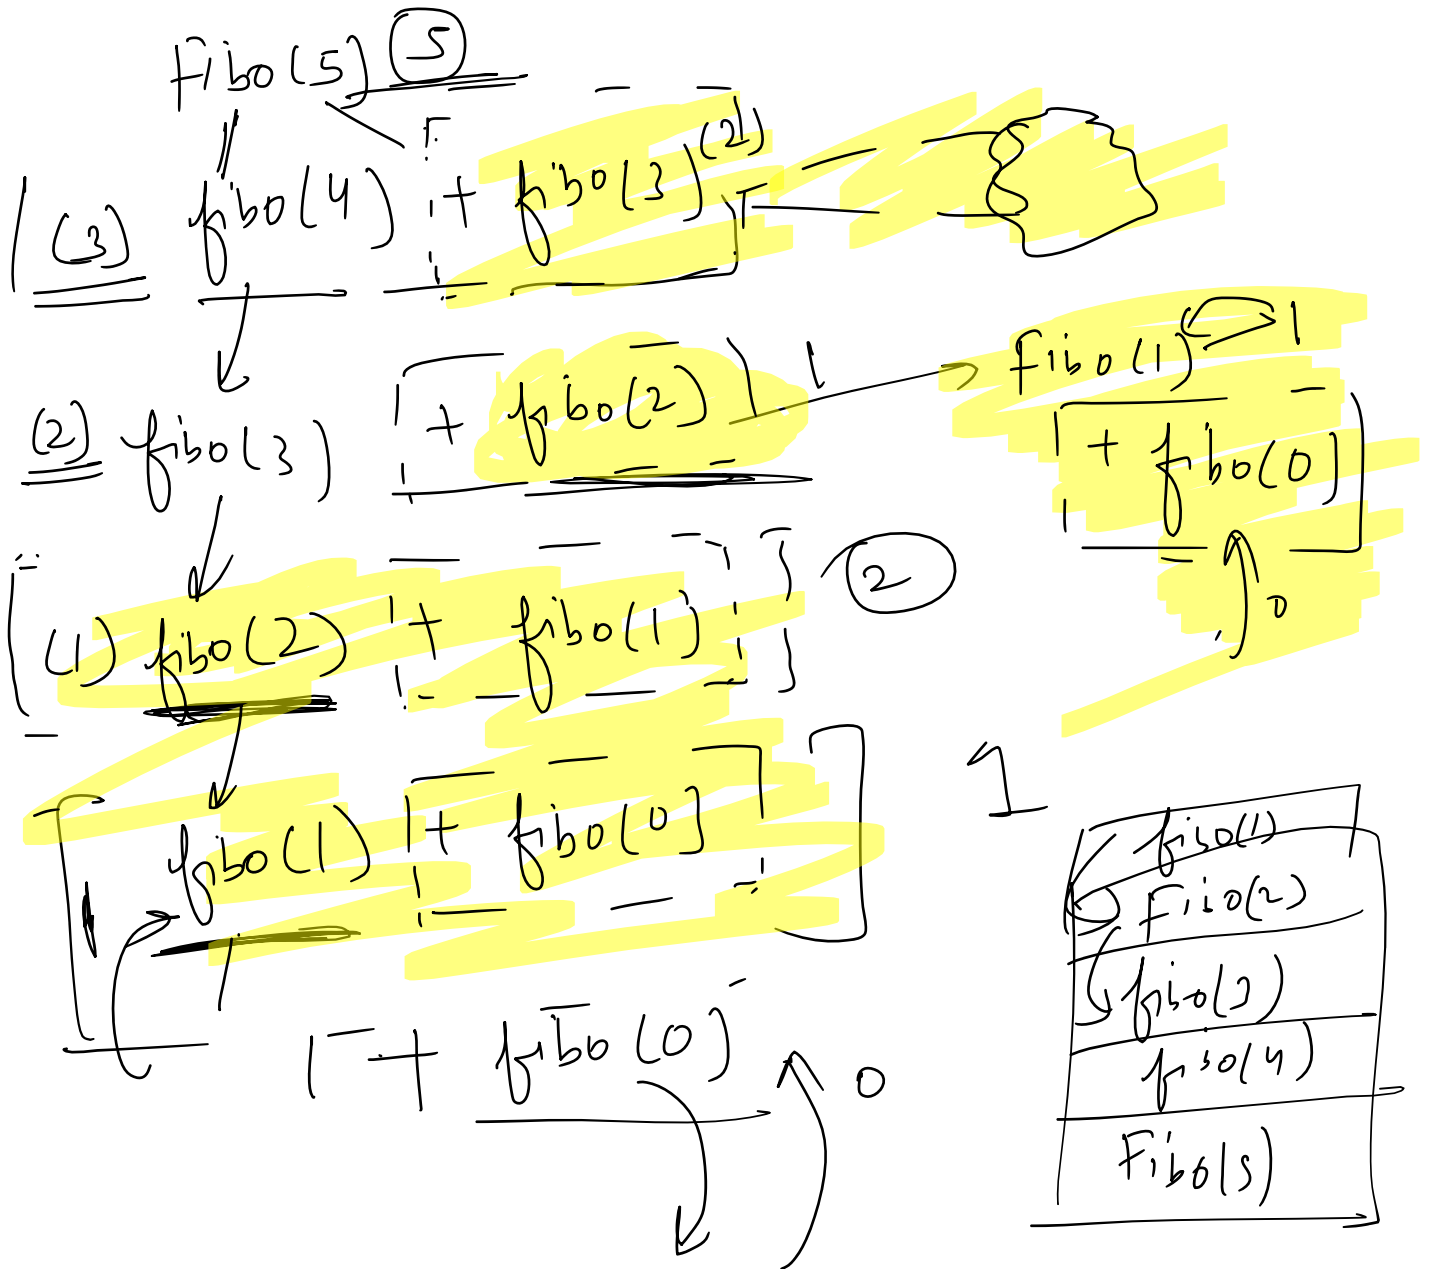 Fibo(5) 5
(3) fibo(4) + fibo(3) (2)
(2) fibo(3) + fibo(2) 1
fibo(1) 1
+ fibo(0)
0
(1) fibo(2) + fibo(1) 2
1 fibo(1) + fibo(0)
1
+ fibo(0) 0
fibo(1)
Fibo(2)
fibo(3)
fibo(4)
Fibo(5)